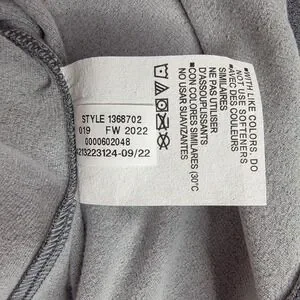 STYLE 1368702
019 FW 2022
0000602048
4213223124-09/22
•WITH LIKE COLORS, DO
NOT USE SOFTENERS
•AVEC DES COULEURS
SIMILAIRES
NE PAS UTILISER
D'ASSOUPLISSANTS
•CON COLORES SIMILARES (30°C
NO USAR SUAVIZANTES